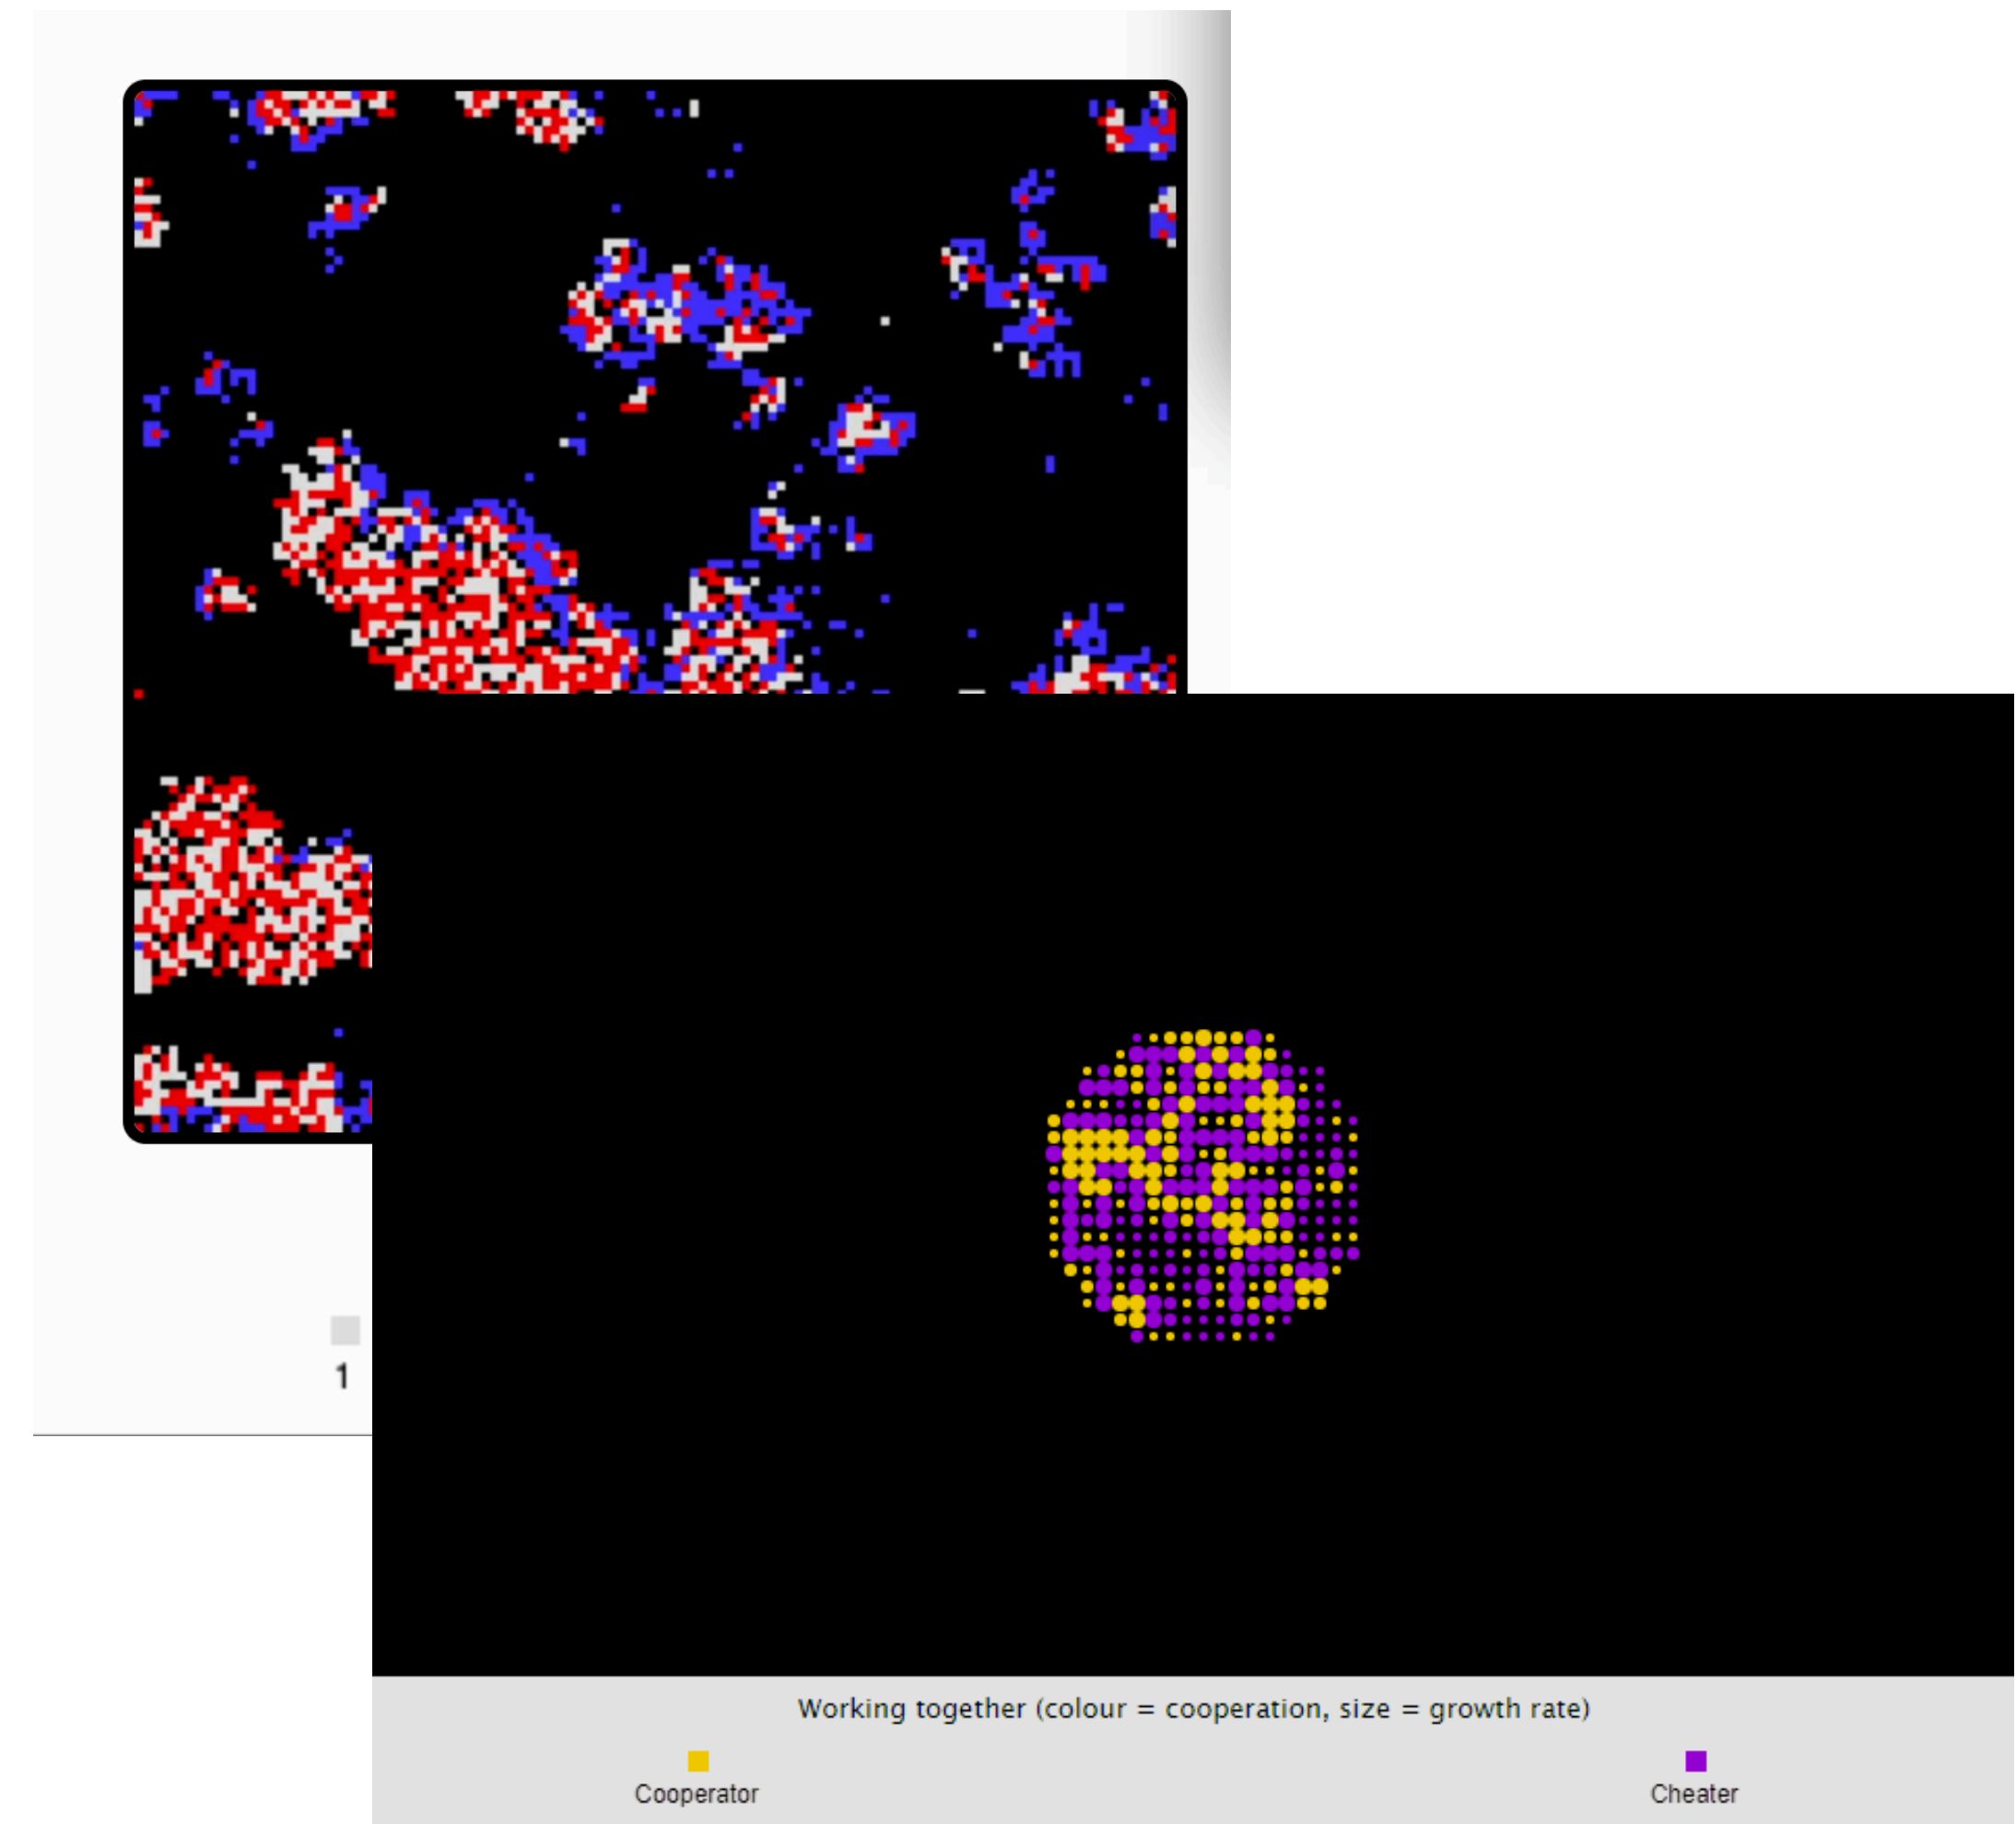 1
Working together (colour = cooperation, size = growth rate)
Cooperator
Cheater